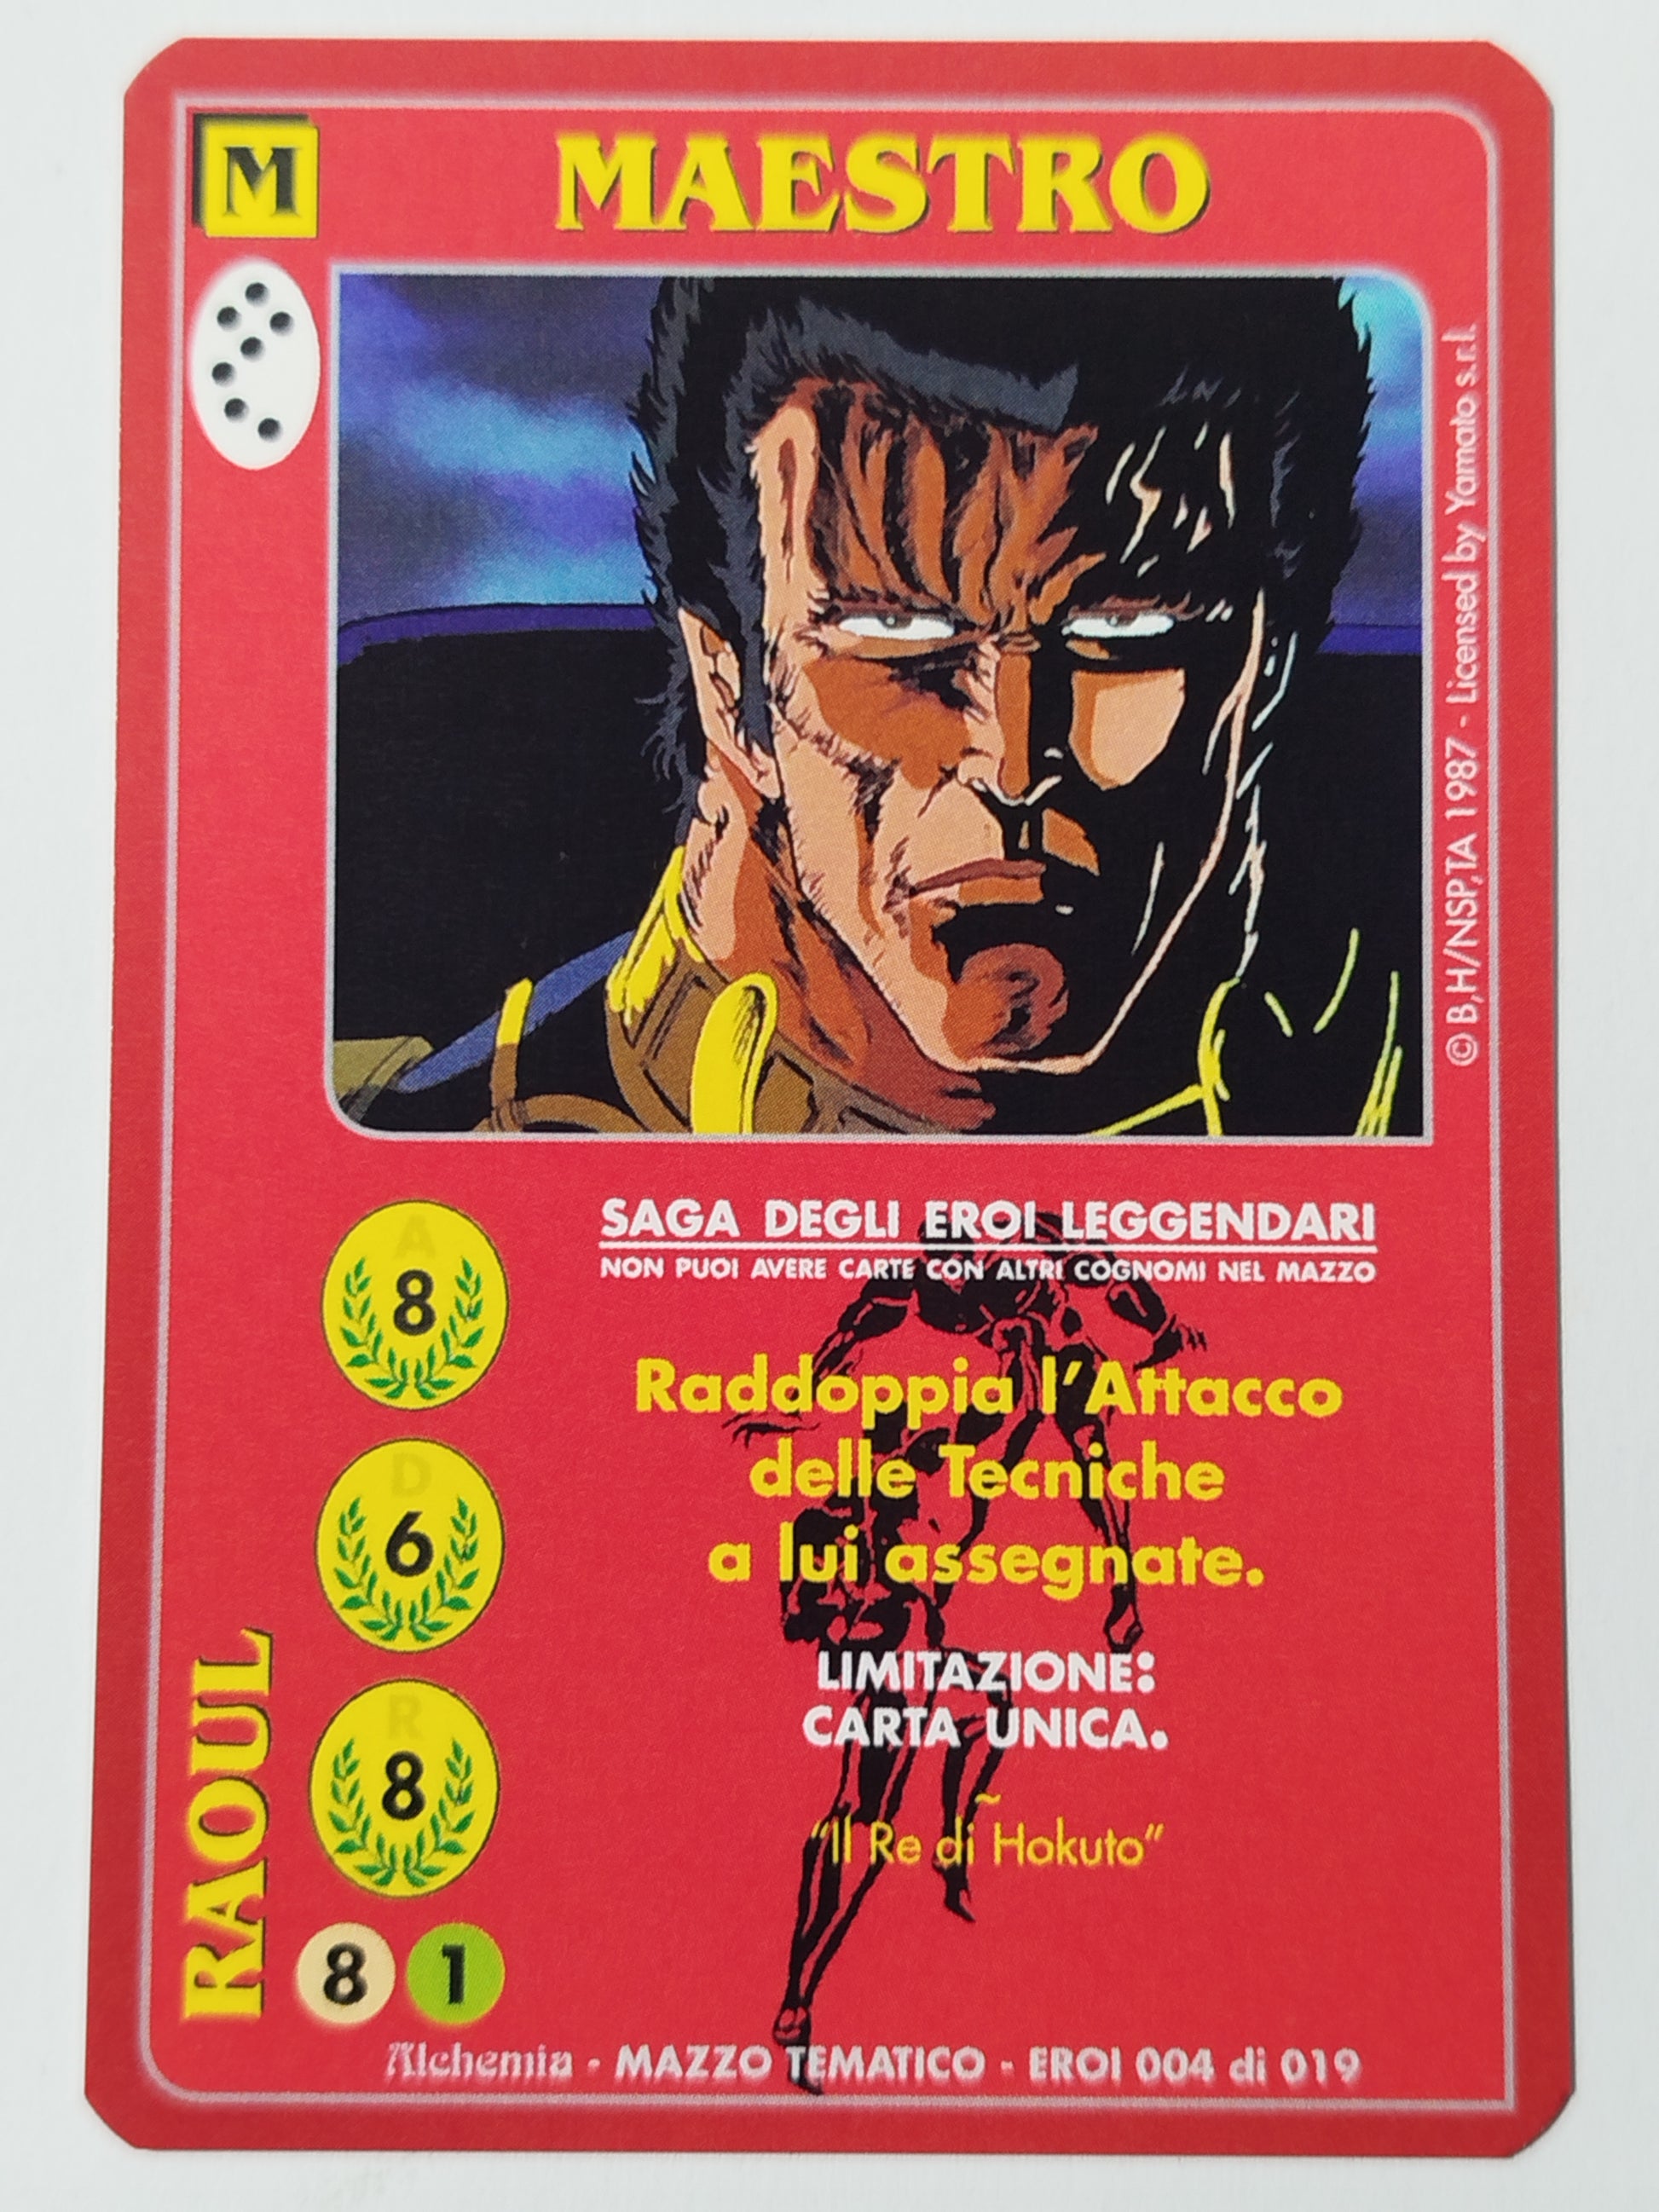 M
MAESTRO
© B,H/NSP,TA 1987 - Licensed by Yamato s.r.l.
SAGA DEGLI EROI LEGGENDARI
NON PUOI AVERE CARTE CON ALTRI COGNOMI NEL MAZZO
A
8
Raddoppia l'Attacco
delle Tecniche
a lui assegnate.
D
6
LIMITAZIONE:
CARTA UNICA.
R
8
~
"Il Re di Hokuto"
RAOUL
8 1
Alchemia - MAZZO TEMATICO - EROI 004 di 019